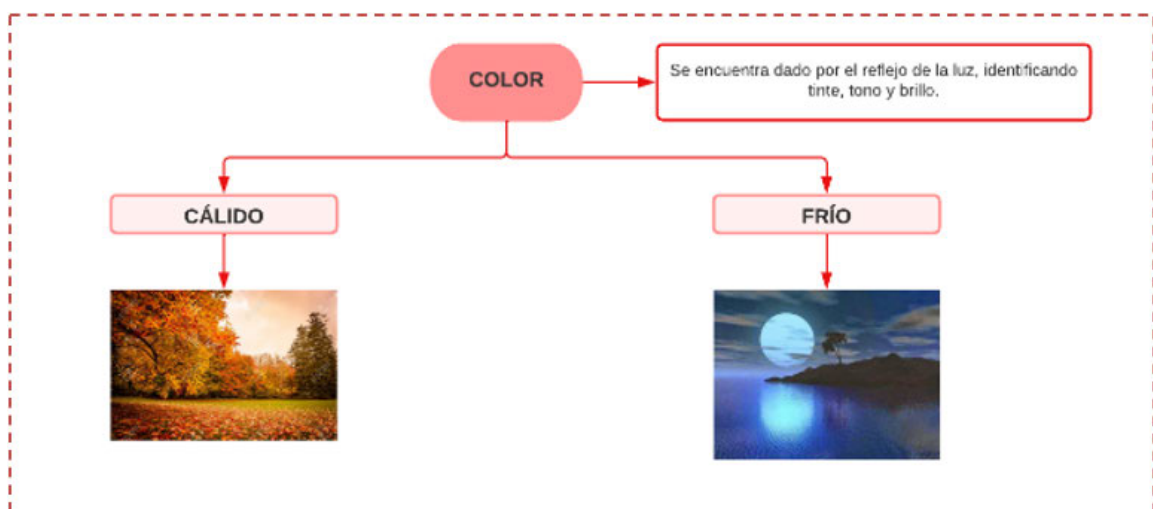 COLOR
Se encuentra dado por el reflejo de la luz, identificando
tinte, tono y brillo.
CÁLIDO
FRÍO